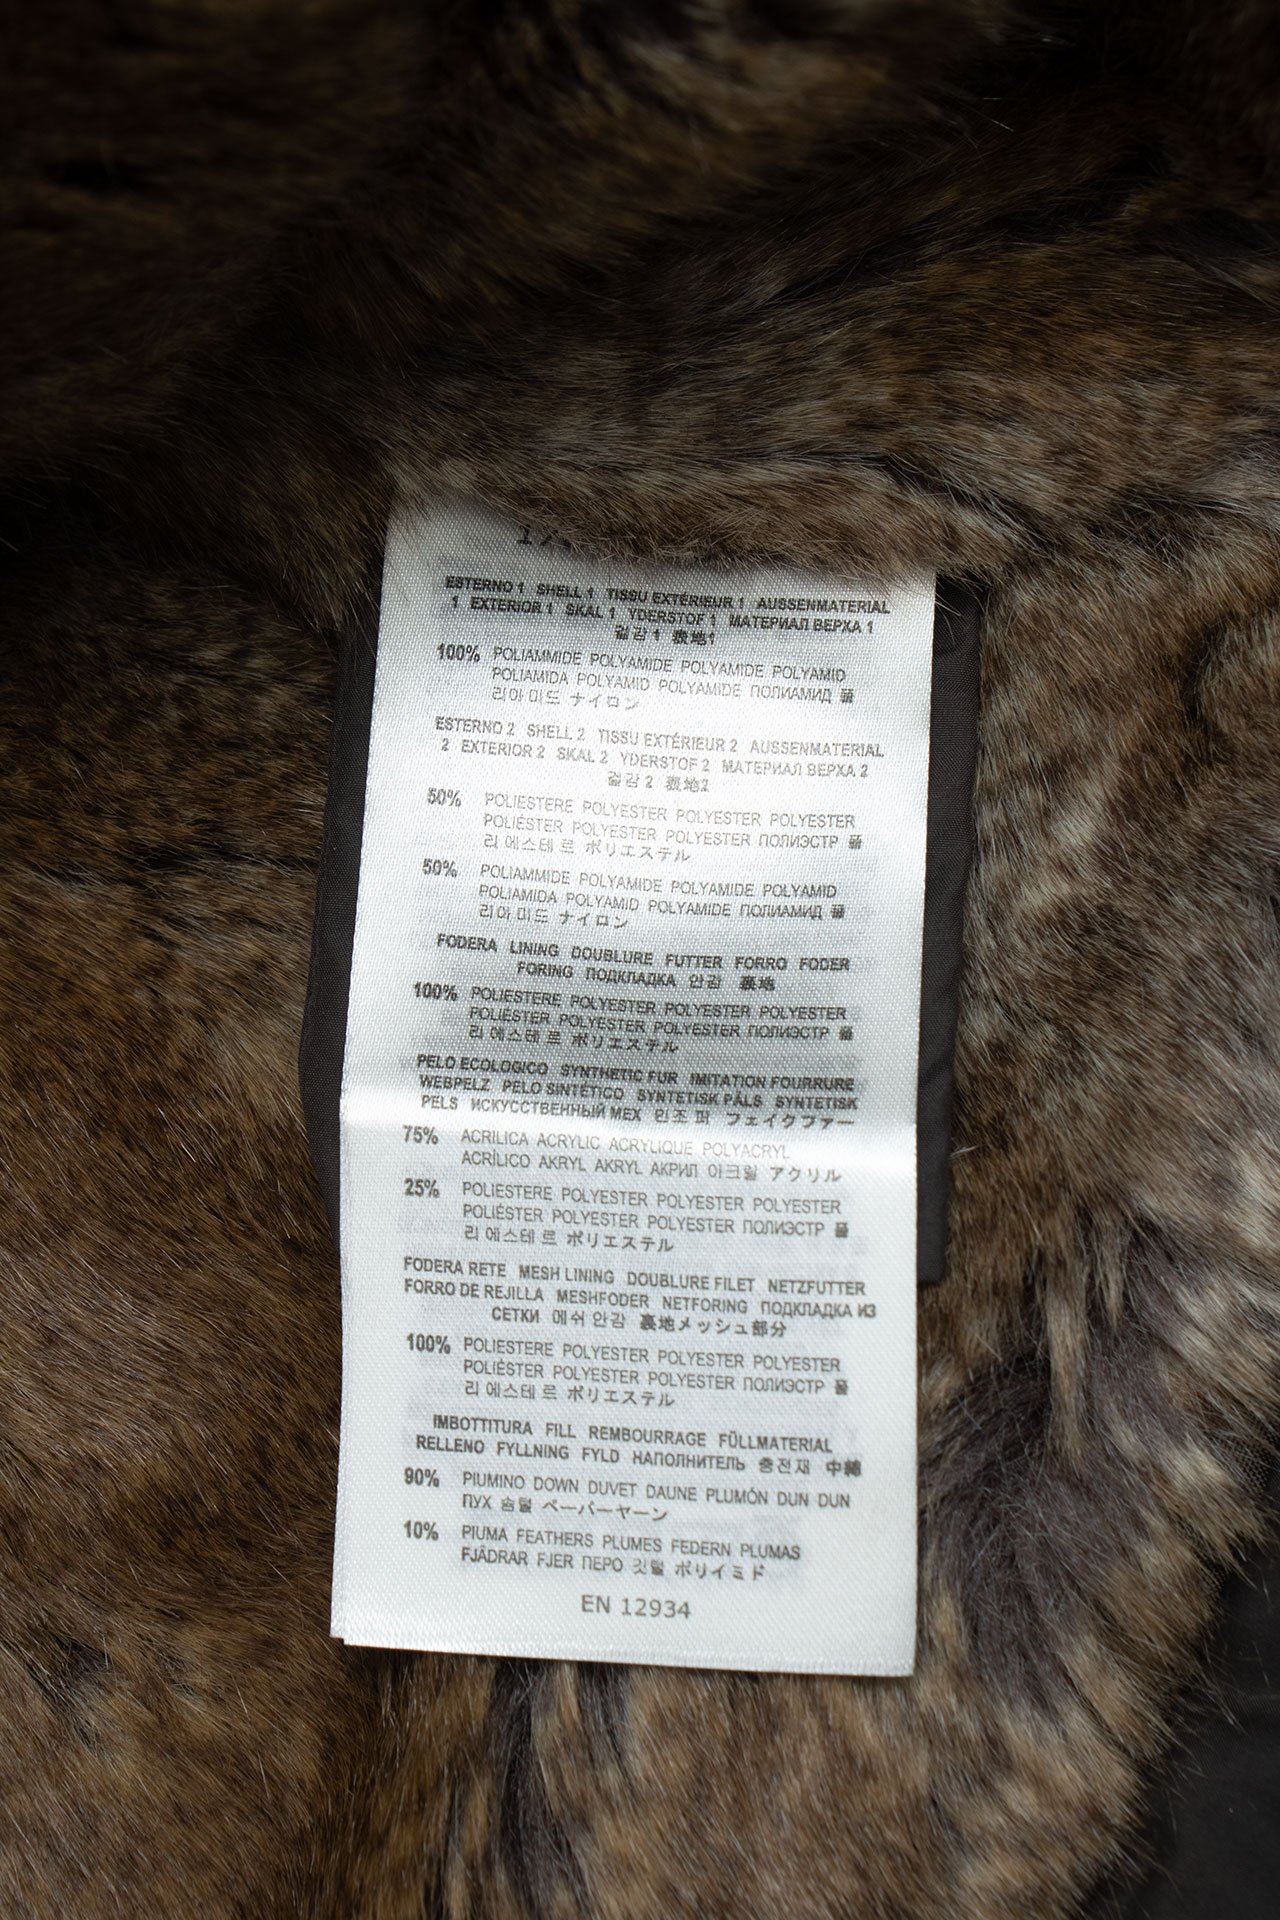 ESTERNO 1 SHELL 1 TISSU EXTÉRIEUR 1 AUSSENMATERIAL
1 EXTERIOR 1 SKAL 1 YDERSTOF 1 МАТЕРИАЛ ВЕРХА 1
겉감 1 表地1
100% POLIAMMIDE POLYAMIDE POLYAMIDE POLYAMID
POLIAMIDA POLYAMID POLYAMIDE ПОЛИАМИД 폴
리아미드 ナイロン
ESTERNO 2 SHELL 2 TISSU EXTÉRIEUR 2 AUSSENMATERIAL
2 EXTERIOR 2 SKAL 2 YDERSTOF 2 МАТЕРИАЛ ВЕРХА 2
겉감 2 表地2
50% POLIESTERE POLYESTER POLYESTER POLYESTER
POLIÉSTER POLYESTER POLYESTER ПОЛИЭСТР 폴
리에스테르 ポリエステル
50% POLIAMMIDE POLYAMIDE POLYAMIDE POLYAMID
POLIAMIDA POLYAMID POLYAMIDE ПОЛИАМИД 폴
리아미드 ナイロン
FODERA LINING DOUBLURE FUTTER FORRO FODER
FORING ПОДКЛАДКА 안감 裏地
100% POLIESTERE POLYESTER POLYESTER POLYESTER
POLIÉSTER POLYESTER POLYESTER ПОЛИЭСТР 폴
리에스테르 ポリエステル
PELO ECOLOGICO SYNTHETIC FUR IMITATION FOURRURE
WEBPELZ PELO SINTÉTICO SYNTETISK PÄLS SYNTETISK
PELS ИСКУССТВЕННЫЙ МЕХ 인조 퍼 フェイクファー
75% ACRILICA ACRYLIC ACRYLIQUE POLYACRYL
ACRÍLICO AKRYL AKRYL АКРИЛ 아크릴 アクリル
25% POLIESTERE POLYESTER POLYESTER POLYESTER
POLIÉSTER POLYESTER POLYESTER ПОЛИЭСТР 폴
리에스테르 ポリエステル
FODERA RETE MESH LINING DOUBLURE FILET NETZFUTTER
FORRO DE REJILLA MESHFODER NETFORING ПОДКЛАДКА ИЗ
СЕТКИ 메쉬 안감 裏地メッシュ部分
100% POLIESTERE POLYESTER POLYESTER POLYESTER
POLIÉSTER POLYESTER POLYESTER ПОЛИЭСТР 폴
리에스테르 ポリエステル
IMBOTTITURA FILL REMBOURRAGE FÜLLMATERIAL
RELLENO FYLLNING FYLD НАПОЛНИТЕЛЬ 충전재 中綿
90% PIUMINO DOWN DUVET DAUNE PLUMÓN DUN DUN
ПУХ 솜털 ペーパーヤーン
10% PIUMA FEATHERS PLUMES FEDERN PLUMAS
FJÄDRAR FJER ПЕРО 깃털 ポリイミド
EN 12934